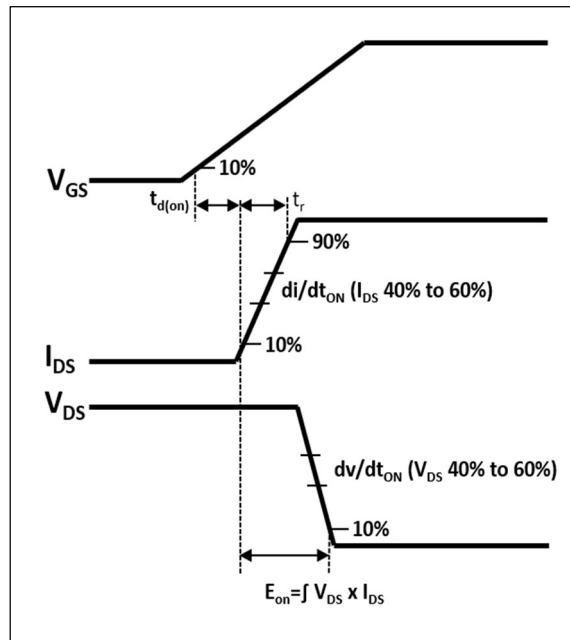 10%
V_GS
t_d(on)
t_r
90%
di/dt_ON (I_DS 40% to 60%)
10%
I_DS
V_DS
dv/dt_ON (V_DS 40% to 60%)
10%
E_on=∫ V_DS x I_DS